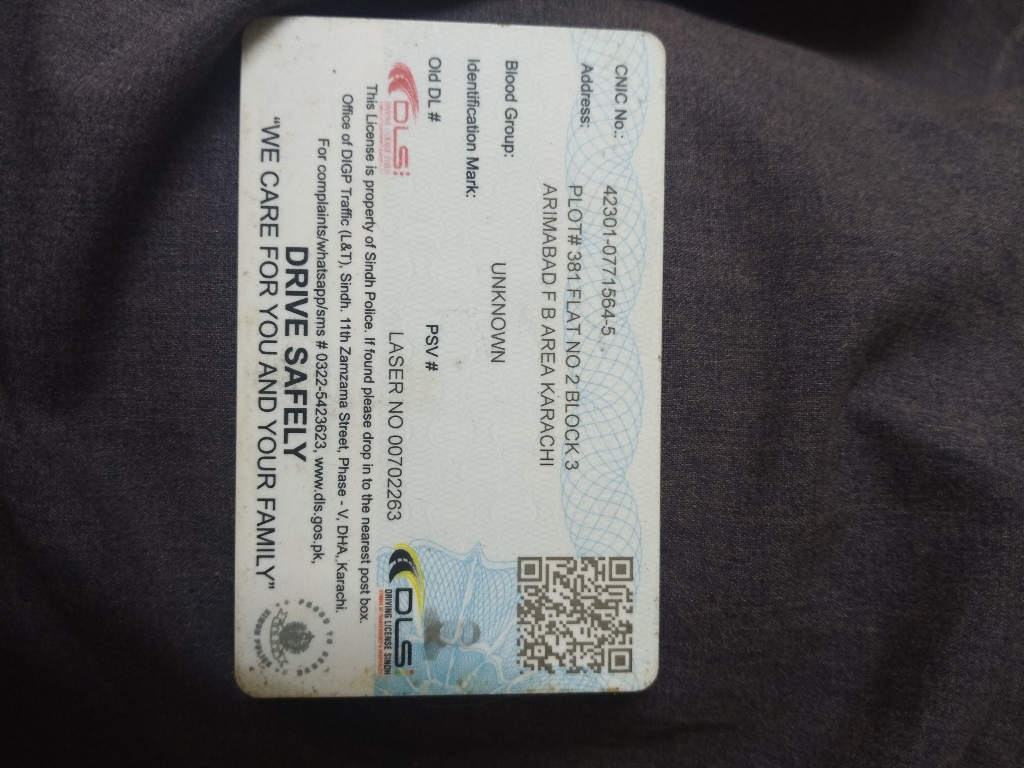 CNIC No.: 42301-0771564-5
Address: PLOT# 381 FLAT NO 2 BLOCK 3
ARIMABAD F B AREA KARACHI
Blood Group: UNKNOWN
Identification Mark:
Old DL # PSV #
LASER NO 00702263
DLS
DLS
DRIVING LICENSE SINDH
This License is property of Sindh Police. If found please drop in to the nearest post box.
Office of DIGP Traffic (L&T), Sindh. 11th Zamzama Street, Phase - V, DHA, Karachi.
For complaints/whatsapp/sms # 0322-5423623, www.dls.gos.pk,
DRIVE SAFELY
"WE CARE FOR YOU AND YOUR FAMILY"